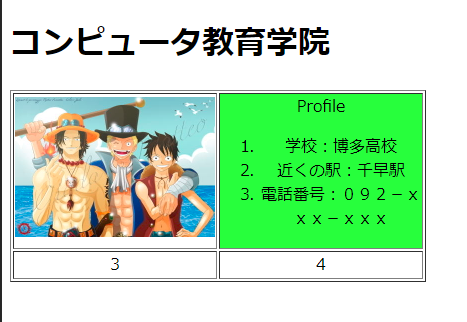 コンピュータ教育学院
Profile
1. 学校：博多高校
2. 近くの駅：千早駅
3. 電話番号：０９２－ｘ
ｘｘ－ｘｘｘ
3
4